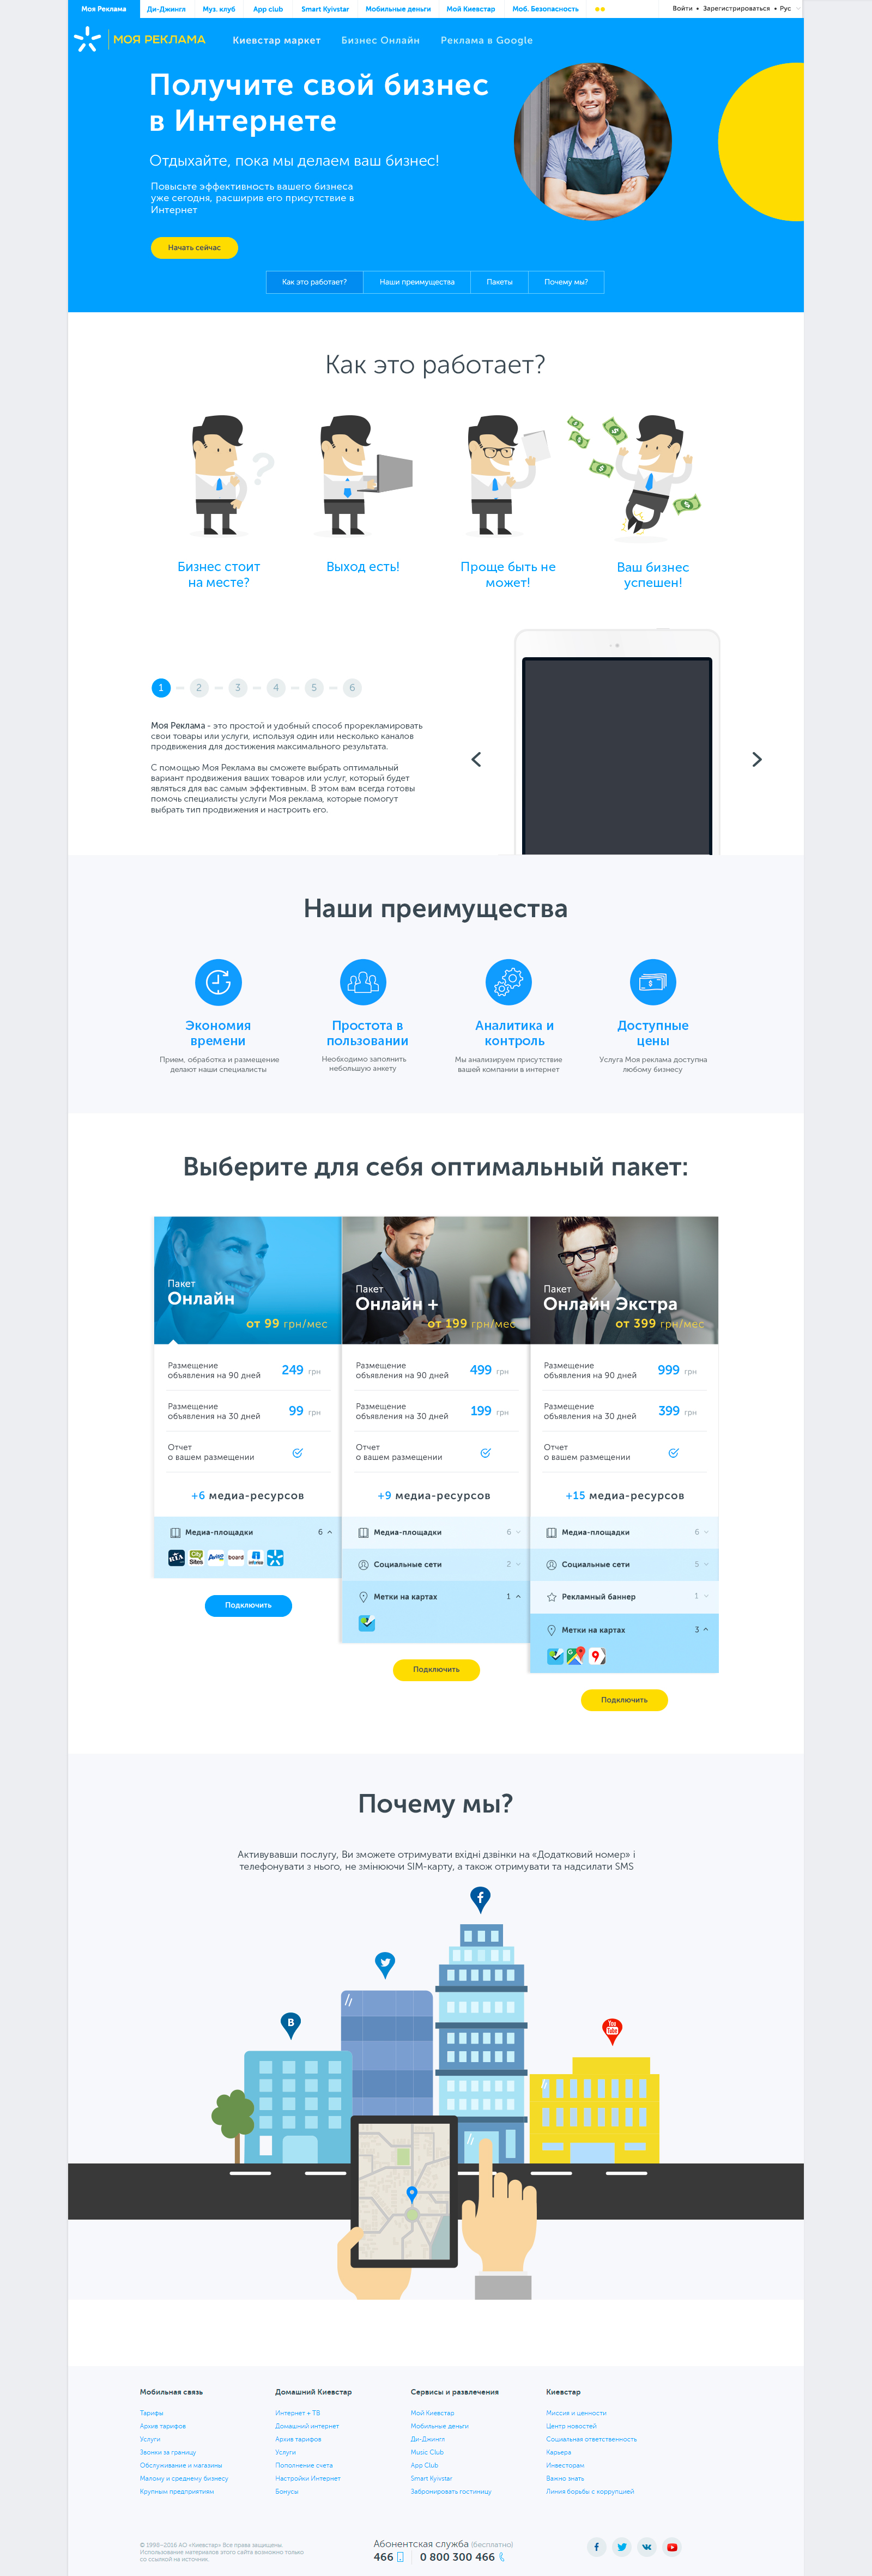 Моя Реклама
Ди-Джингл
Муз. клуб
App club
Smart Kyivstar
Мобильные деньги
Мой Киевстар
Моб. Безопасность
Войти • Зарегистрироваться • Рус
МОЯ РЕКЛАМА
Киевстар маркет
Бизнес Онлайн
Реклама в Google
Получите свой бизнес
в Интернете
Отдыхайте, пока мы делаем ваш бизнес!
Повысьте эффективность вашего бизнеса
уже сегодня, расширив его присутствие в
Интернет
Начать сейчас
Как это работает?
Наши преимущества
Пакеты
Почему мы?
Как это работает?
Бизнес стоит
на месте?
Выход есть!
Проще быть не
может!
Ваш бизнес
успешен!
1 2 3 4 5 6
Моя Реклама - это простой и удобный способ прорекламировать
свои товары или услуги, используя один или несколько каналов
продвижения для достижения максимального результата.
С помощью Моя Реклама вы сможете выбрать оптимальный
вариант продвижения ваших товаров или услуг, который будет
являться для вас самым эффективным. В этом вам всегда готовы
помочь специалисты услуги Моя реклама, которые помогут
выбрать тип продвижения и настроить его.
Наши преимущества
Экономия
времени
Прием, обработка и размещение
делают наши специалисты
Простота в
пользовании
Необходимо заполнить
небольшую анкету
Аналитика и
контроль
Мы анализируем присутствие
вашей компании в интернет
Доступные
цены
Услуга Моя реклама доступна
любому бизнесу
Выберите для себя оптимальный пакет:
Пакет
Онлайн
от 99 грн/мес
Размещение
объявления на 90 дней
249 грн
Размещение
объявления на 30 дней
99 грн
Отчет
о вашем размещении
+6 медиа-ресурсов
Медиа-площадки 6
RIA
City Sites
Aviso
board
inforico
Подключить
Пакет
Онлайн +
от 199 грн/мес
Размещение
объявления на 90 дней
499 грн
Размещение
объявления на 30 дней
199 грн
Отчет
о вашем размещении
+9 медиа-ресурсов
Медиа-площадки 6
Социальные сети 2
Метки на картах 1
Подключить
Пакет
Онлайн Экстра
от 399 грн/мес
Размещение
объявления на 90 дней
999 грн
Размещение
объявления на 30 дней
399 грн
Отчет
о вашем размещении
+15 медиа-ресурсов
Медиа-площадки 6
Социальные сети 5
Рекламный баннер 1
Метки на картах 3
Подключить
Почему мы?
Активувавши послугу, Ви зможете отримувати вхідні дзвінки на «Додатковий номер» і
телефонувати з нього, не змінюючи SIM-карту, а також отримувати та надсилати SMS
f
B
You
Tube
Мобильная связь
Тарифы
Архив тарифов
Услуги
Звонки за границу
Обслуживание и магазины
Малому и среднему бизнесу
Крупным предприятиям
Домашний Киевстар
Интернет + ТВ
Домашний интернет
Архив тарифов
Услуги
Пополнение счета
Настройки Интернет
Бонусы
Сервисы и развлечения
Мой Киевстар
Мобильные деньги
Ди-Джингл
Music Club
App Club
Smart Kyivstar
Забронировать гостиницу
Киевстар
Миссия и ценности
Центр новостей
Социальная ответственность
Карьера
Инвесторам
Важно знать
Линия борьбы с коррупцией
© 1998–2016 АО «Киевстар» Все права защищены.
Использование материалов этого сайта возможно только
со ссылкой на источник.
Абонентская служба (бесплатно)
466
0 800 300 466